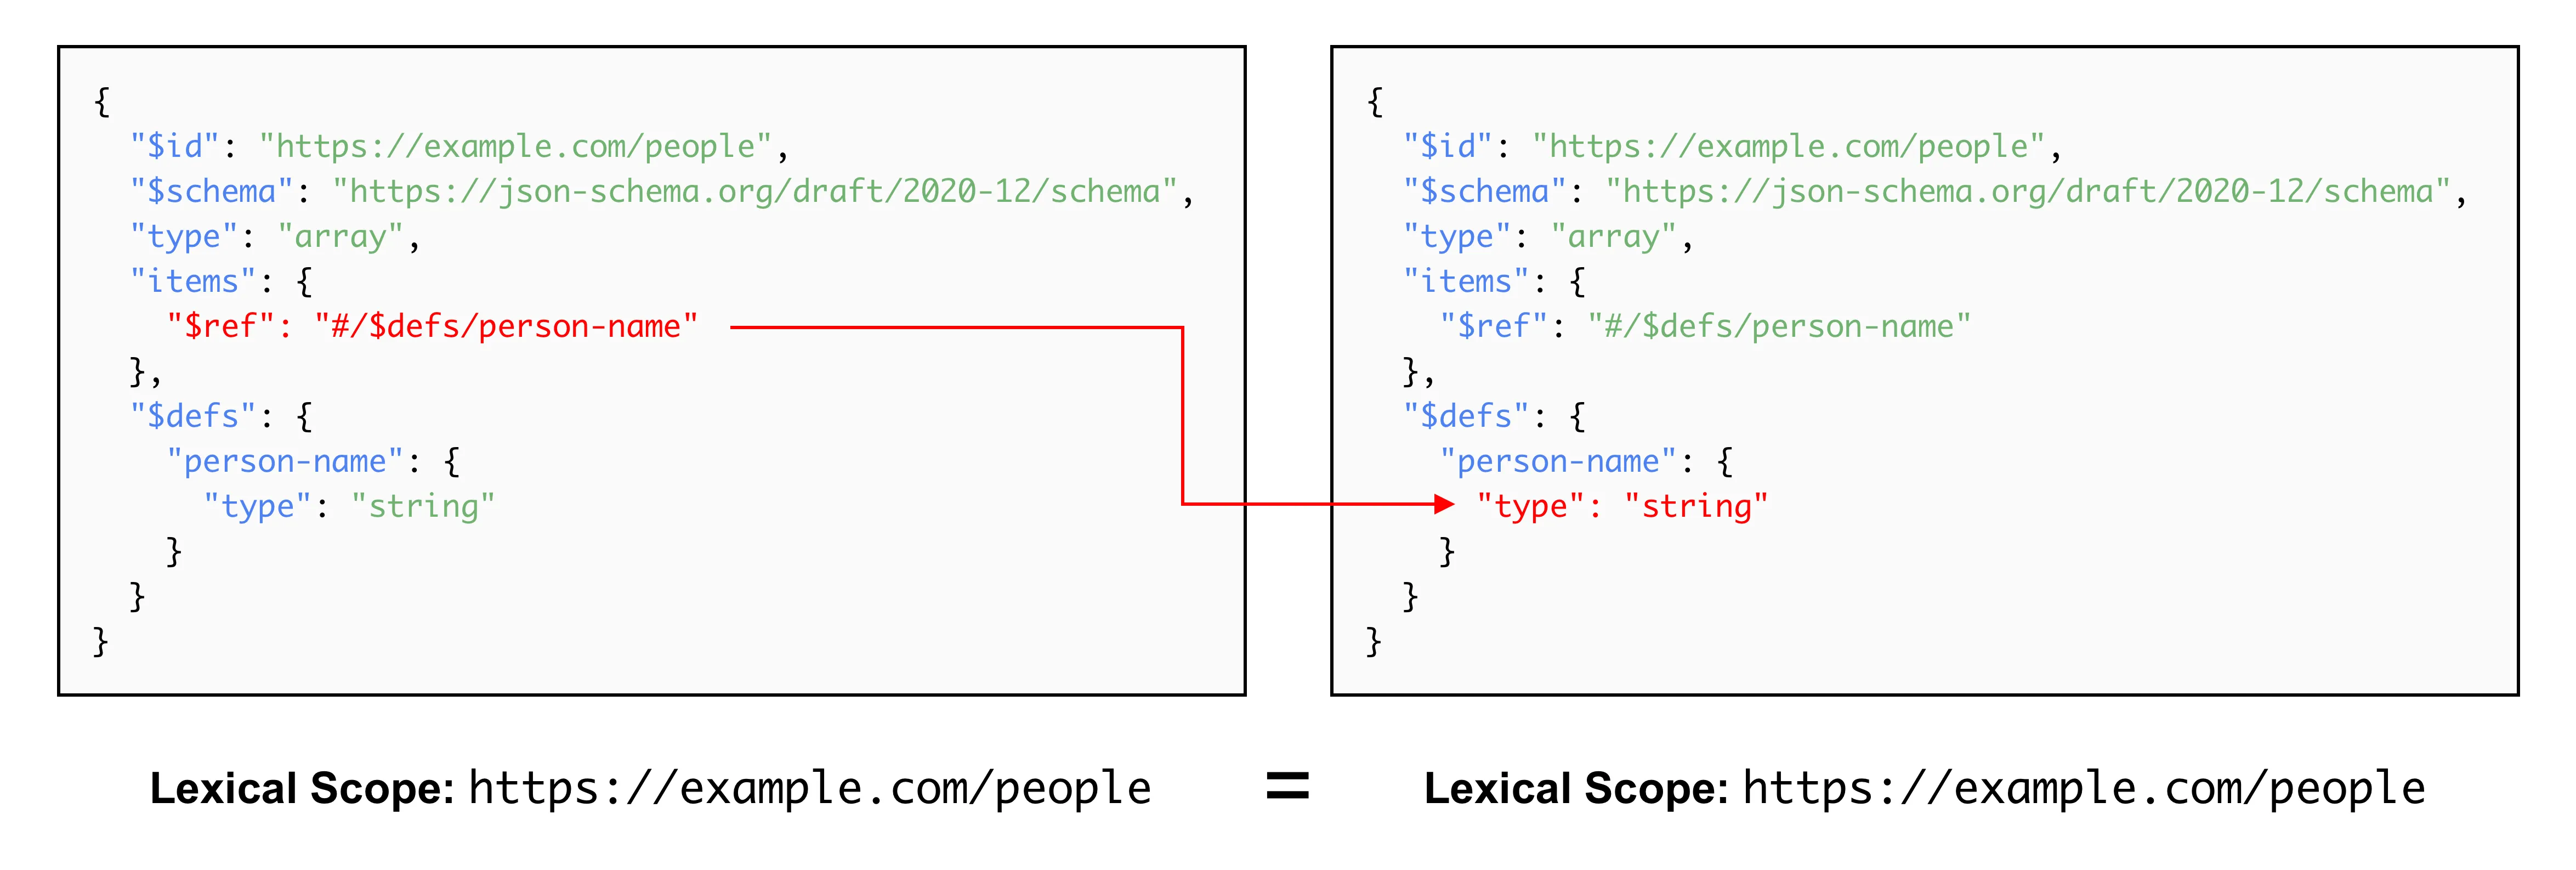 {
  "$id": "https://example.com/people",
  "$schema": "https://json-schema.org/draft/2020-12/schema",
  "type": "array",
  "items": {
    "$ref": "#/$defs/person-name"
  },
  "$defs": {
    "person-name": {
      "type": "string"
    }
  }
}
{
  "$id": "https://example.com/people",
  "$schema": "https://json-schema.org/draft/2020-12/schema",
  "type": "array",
  "items": {
    "$ref": "#/$defs/person-name"
  },
  "$defs": {
    "person-name": {
      "type": "string"
    }
  }
}
Lexical Scope: https://example.com/people = Lexical Scope: https://example.com/people